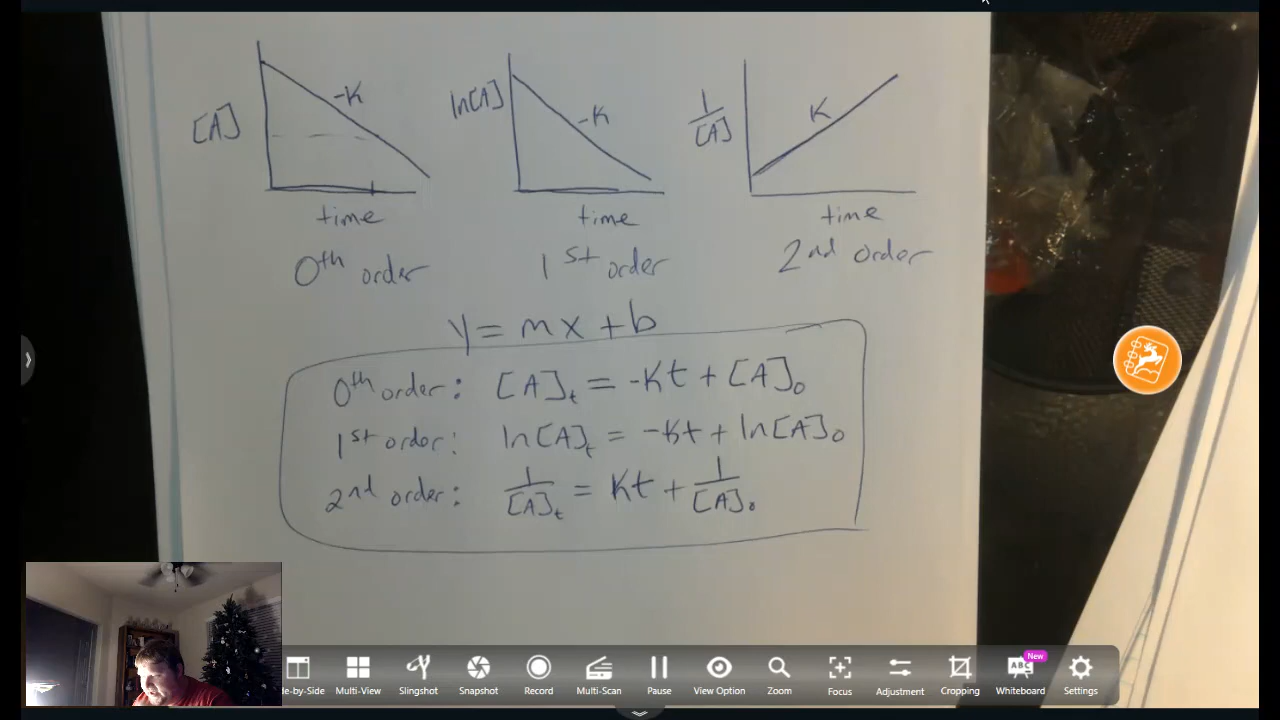 [A] -K ln[A] -K 1/[A] K
time time time
0th order 1st order 2nd order
y = mx + b
0th order: [A]t = -Kt + [A]0
1st order: ln[A]t = -Kt + ln[A]0
2nd order: 1/[A]t = Kt + 1/[A]0
e-by-Side Multi-View Slingshot Snapshot Record Multi-Scan Pause View Option Zoom Focus Adjustment Cropping New ABC Whiteboard Settings